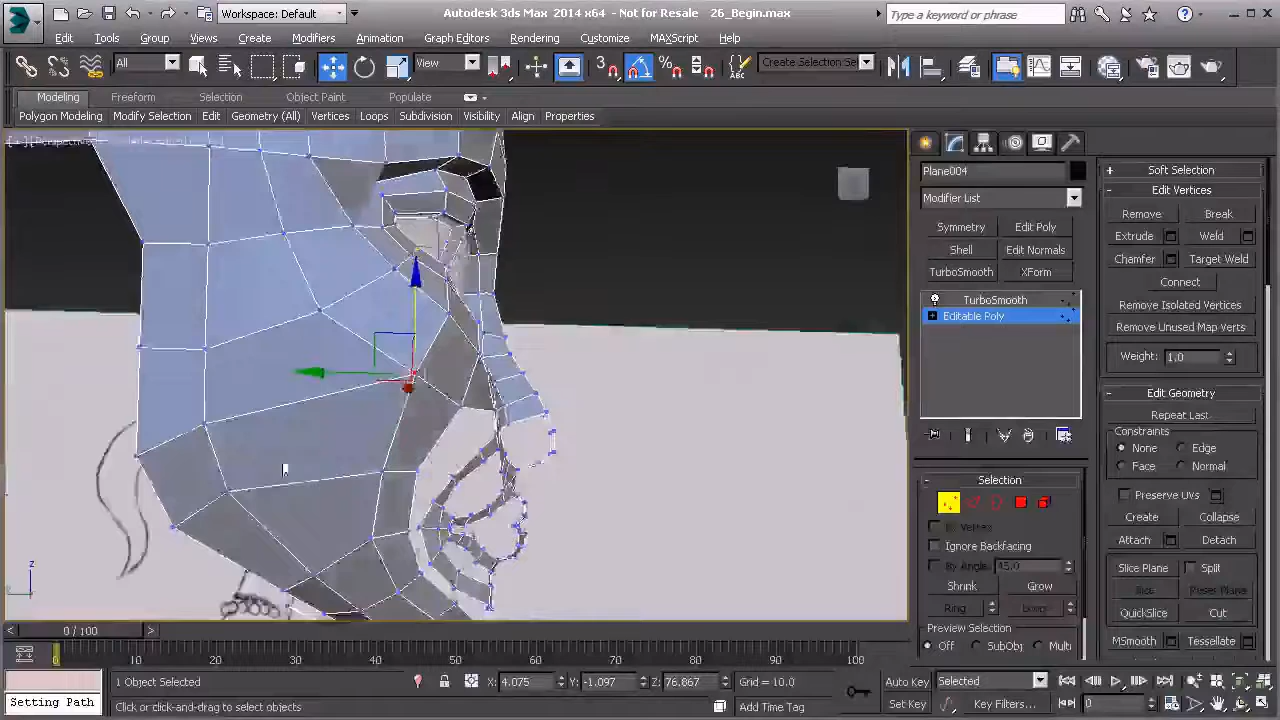 Workspace: Default
Autodesk 3ds Max 2014 x64 - Not for Resale 26_Begin.max
Type a keyword or phrase
Edit Tools Group Views Create Modifiers Animation Graph Editors Rendering Customize MAXScript Help
All View Create Selection Se
Modeling Freeform Selection Object Paint Populate
Polygon Modeling Modify Selection Edit Geometry (All) Vertices Loops Subdivision Visibility Align Properties
Plane004
Modifier List
Symmetry Edit Poly
Shell Edit Normals
TurboSmooth XForm
TurboSmooth
Editable Poly
Selection
By Vertex
Ignore Backfacing
By Angle: 45.0
Shrink Grow
Ring Loop
Preview Selection
Off SubObj Multi
Soft Selection
Edit Vertices
Remove Break
Extrude Weld
Chamfer Target Weld
Connect
Remove Isolated Vertices
Remove Unused Map Verts
Weight: 1.0
Edit Geometry
Repeat Last
Constraints
None Edge
Face Normal
Preserve UVs
Create Collapse
Attach Detach
Slice Plane Split
Slice Reset Plane
QuickSlice Cut
MSmooth Tessellate
z
0 / 100
0 10 20 30 40 50 60 70 80 90 100
1 Object Selected X: 4.075 Y: -1.097 Z: 76.867 Grid = 10.0 Auto Key Selected
Setting Path Click or click-and-drag to select objects Add Time Tag Set Key Key Filters... 0